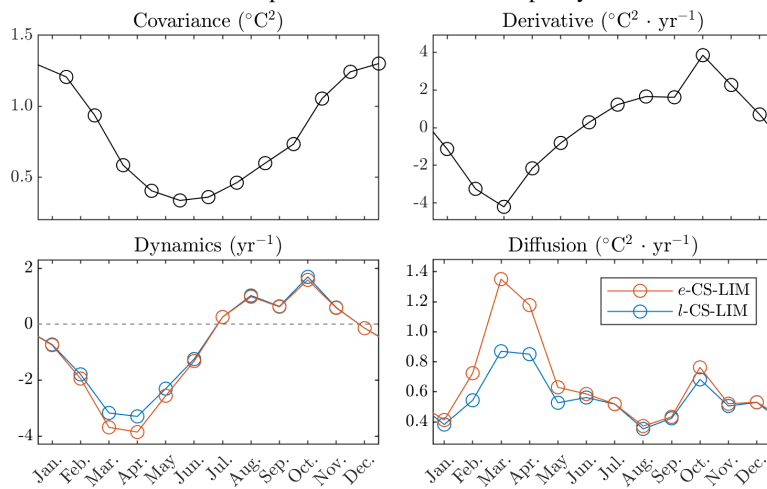 Covariance (°C²)
Derivative (°C² · yr⁻¹)
1.5
1.0
0.5
4
2
0
-2
-4
Dynamics (yr⁻¹)
Diffusion (°C² · yr⁻¹)
2
0
-2
-4
1.4
1.2
1.0
0.8
0.6
0.4
e-CS-LIM
l-CS-LIM
Jan. Feb. Mar. Apr. May Jun. Jul. Aug. Sep. Oct. Nov. Dec.
Jan. Feb. Mar. Apr. May Jun. Jul. Aug. Sep. Oct. Nov. Dec.